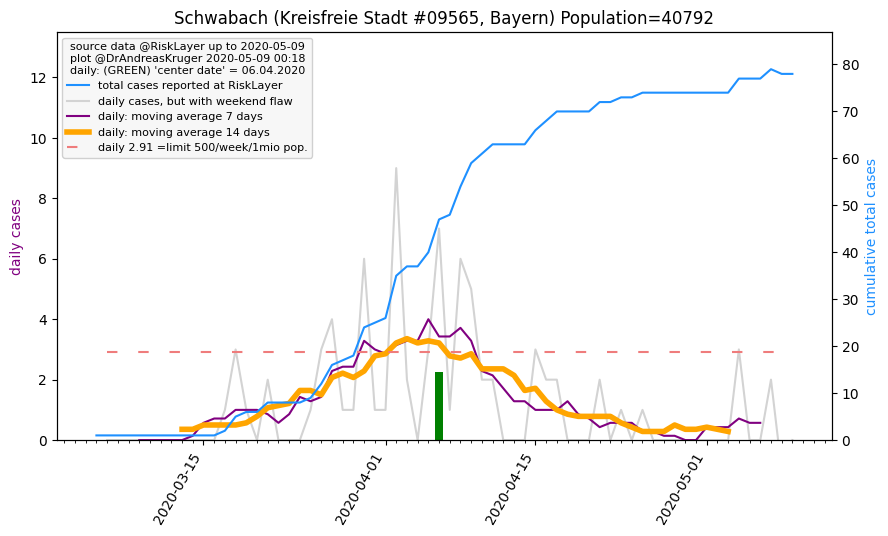 Schwabach (Kreisfreie Stadt #09565, Bayern) Population=40792
source data @RiskLayer up to 2020-05-09
plot @DrAndreasKruger 2020-05-09 00:18
daily: (GREEN) 'center date' = 06.04.2020
total cases reported at RiskLayer
daily cases, but with weekend flaw
daily: moving average 7 days
daily: moving average 14 days
daily 2.91 =limit 500/week/1mio pop.
daily cases
12
10
8
6
4
2
0
80
70
60
50
40
30
20
10
0
cumulative total cases
2020-03-15
2020-04-01
2020-04-15
2020-05-01